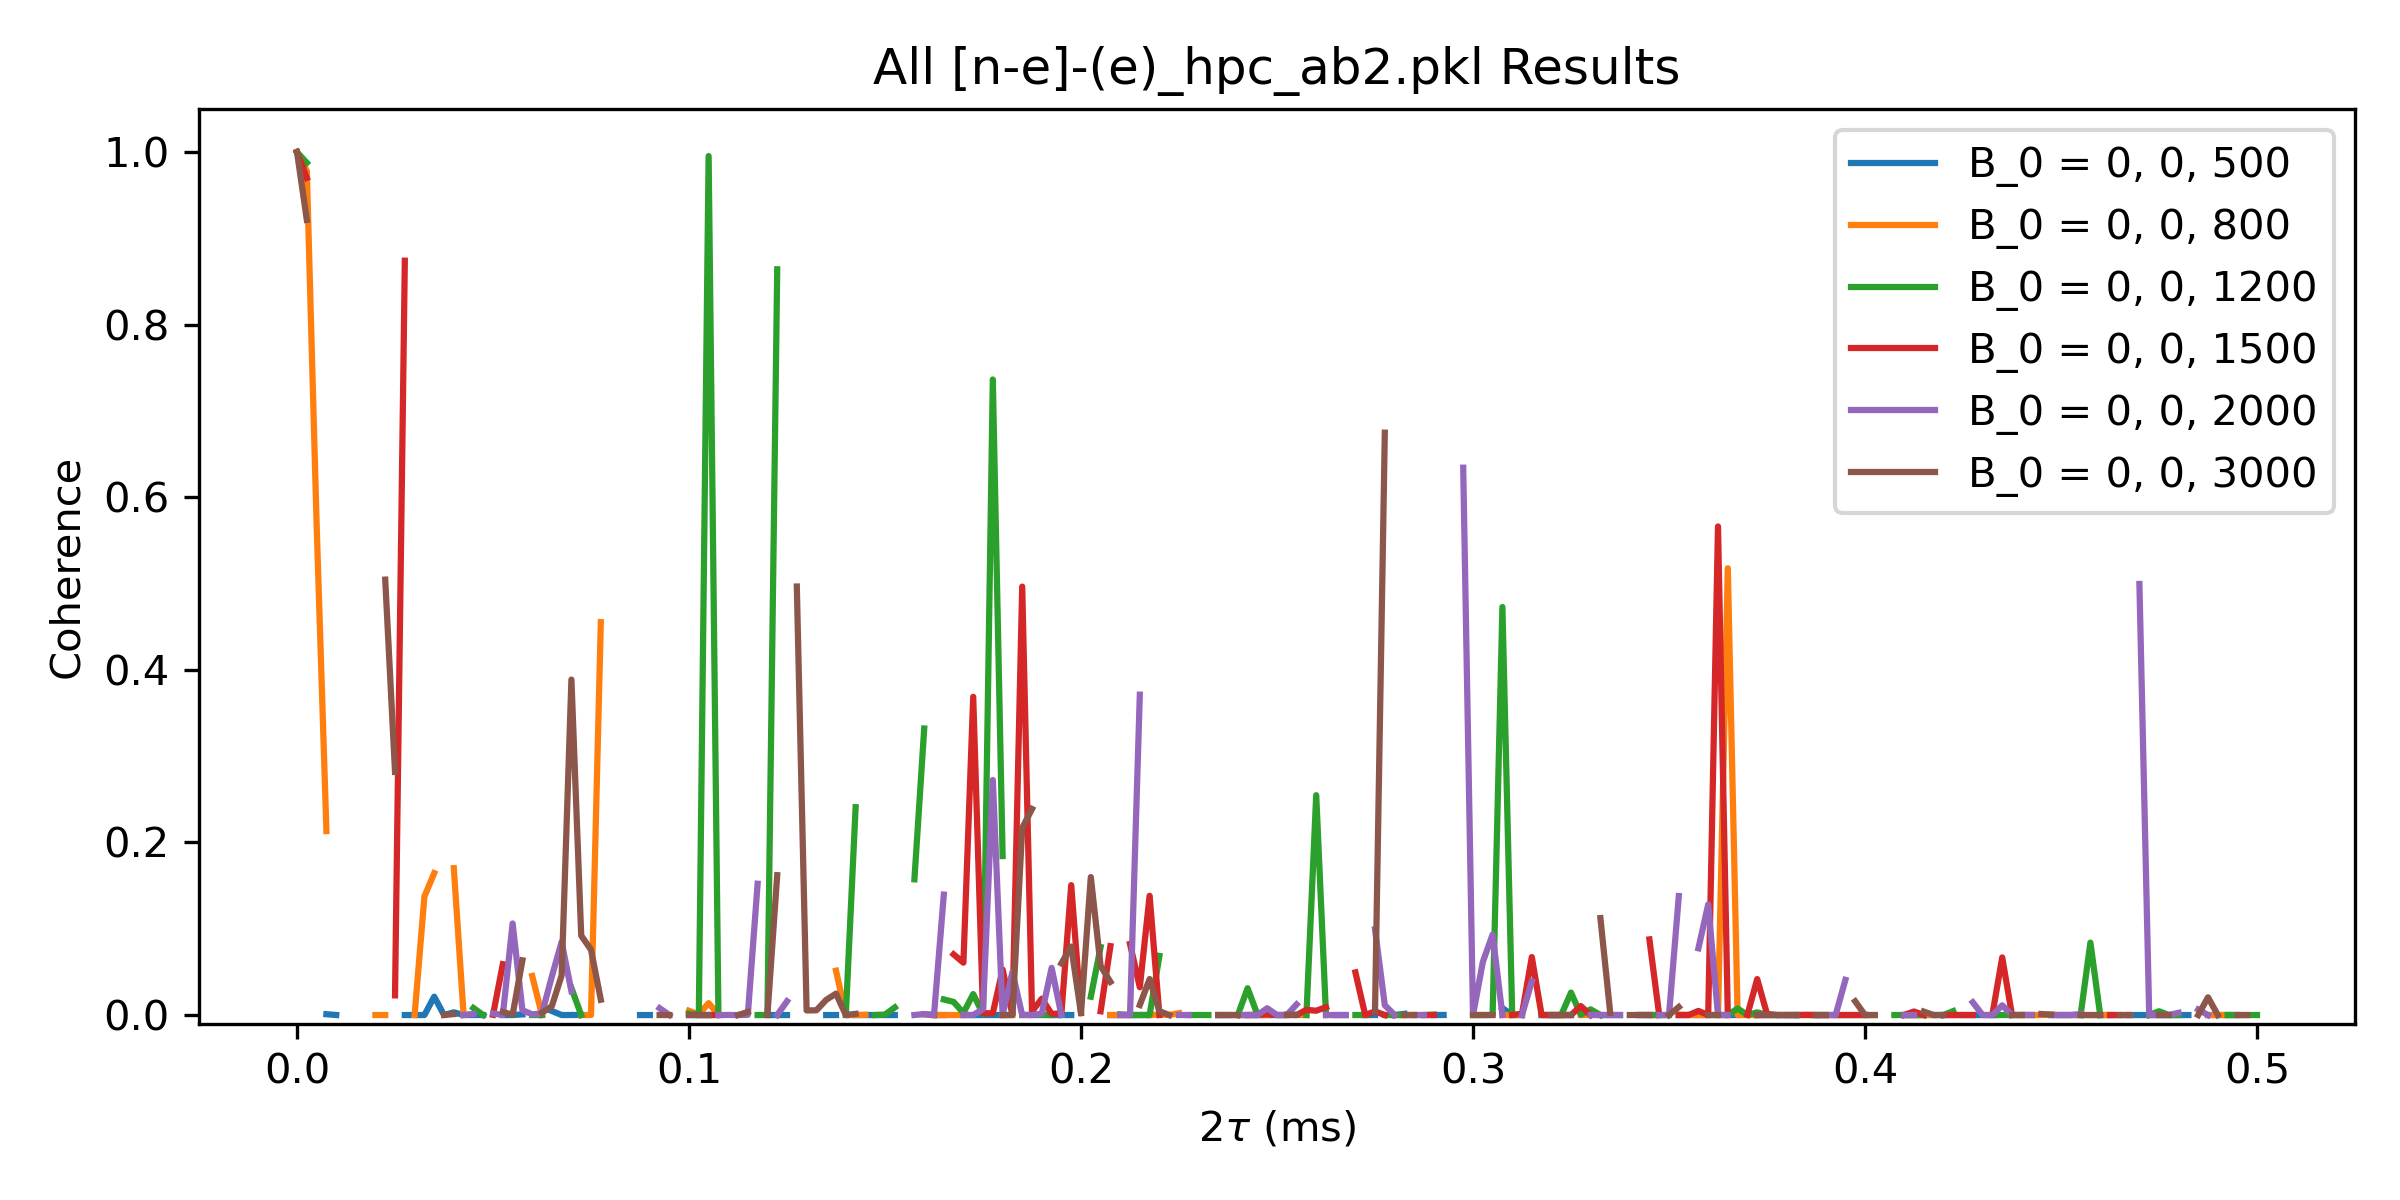 All [n-e]-(e)_hpc_ab2.pkl Results
Coherence
1.0
0.8
0.6
0.4
0.2
0.0
B_0 = 0, 0, 500
B_0 = 0, 0, 800
B_0 = 0, 0, 1200
B_0 = 0, 0, 1500
B_0 = 0, 0, 2000
B_0 = 0, 0, 3000
0.0 0.1 0.2 0.3 0.4 0.5
2τ (ms)